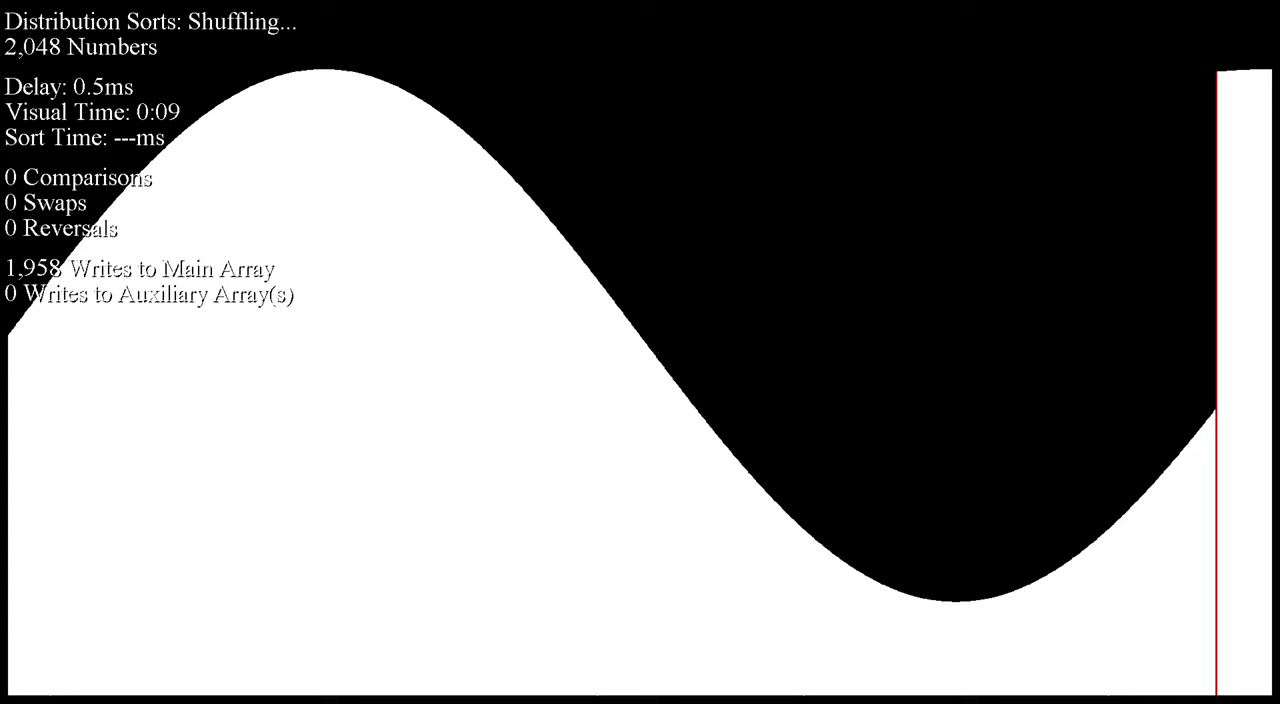 Distribution Sorts: Shuffling...
2,048 Numbers
Delay: 0.5ms
Visual Time: 0:09
Sort Time: ---ms
0 Comparisons
0 Swaps
0 Reversals
1,958 Writes to Main Array
0 Writes to Auxiliary Array(s)